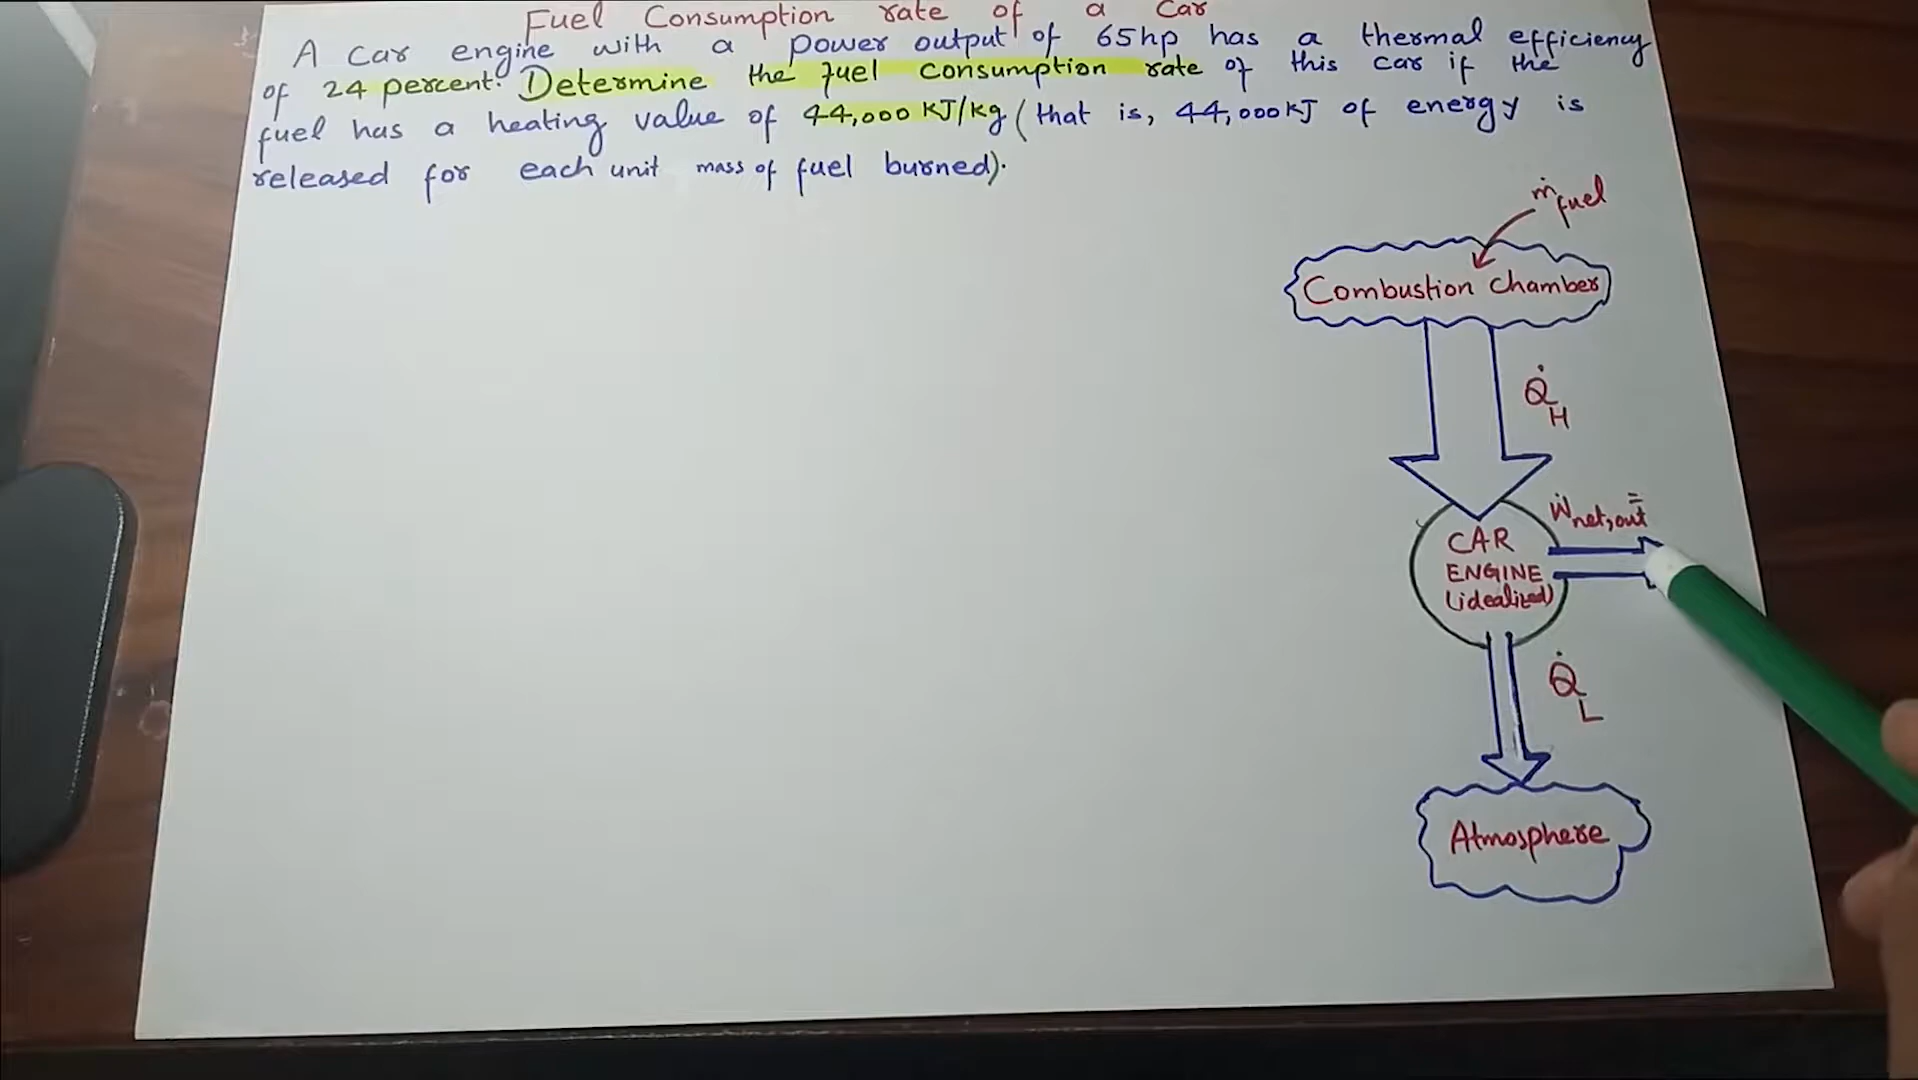 Fuel Consumption rate of a Car
A car engine with a power output of 65hp has a thermal efficiency
of 24 percent. Determine the fuel consumption rate of this car if the
fuel has a heating value of 44,000 KJ/kg (that is, 44,000KJ of energy is
released for each unit mass of fuel burned).
ṁfuel
Combustion Chamber
Q̇H
Ẇnet,out =
CAR
ENGINE
(idealized)
Q̇L
Atmosphere